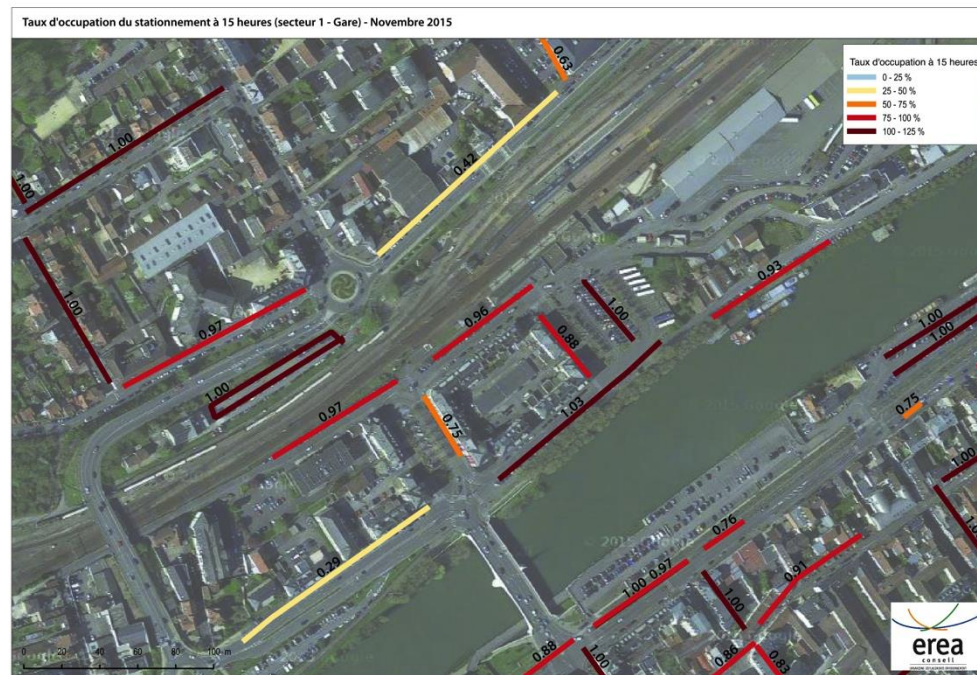 Taux d'occupation du stationnement à 15 heures (secteur 1 - Gare) - Novembre 2015
Taux d'occupation à 15 heures
0 - 25 %
25 - 50 %
50 - 75 %
75 - 100 %
100 - 125 %
0.63
0.42
1.00
1.00
1.00
0.97
1.00
0.97
0.96
0.88
1.00
0.93
1.03
0.75
0.29
1.00
1.00
0.75
1.00
0.76
0.97
1.00
0.91
1.00
0.88
1.00
0.86
0.83
0 20 40 60 80 100 m
erea
conseil